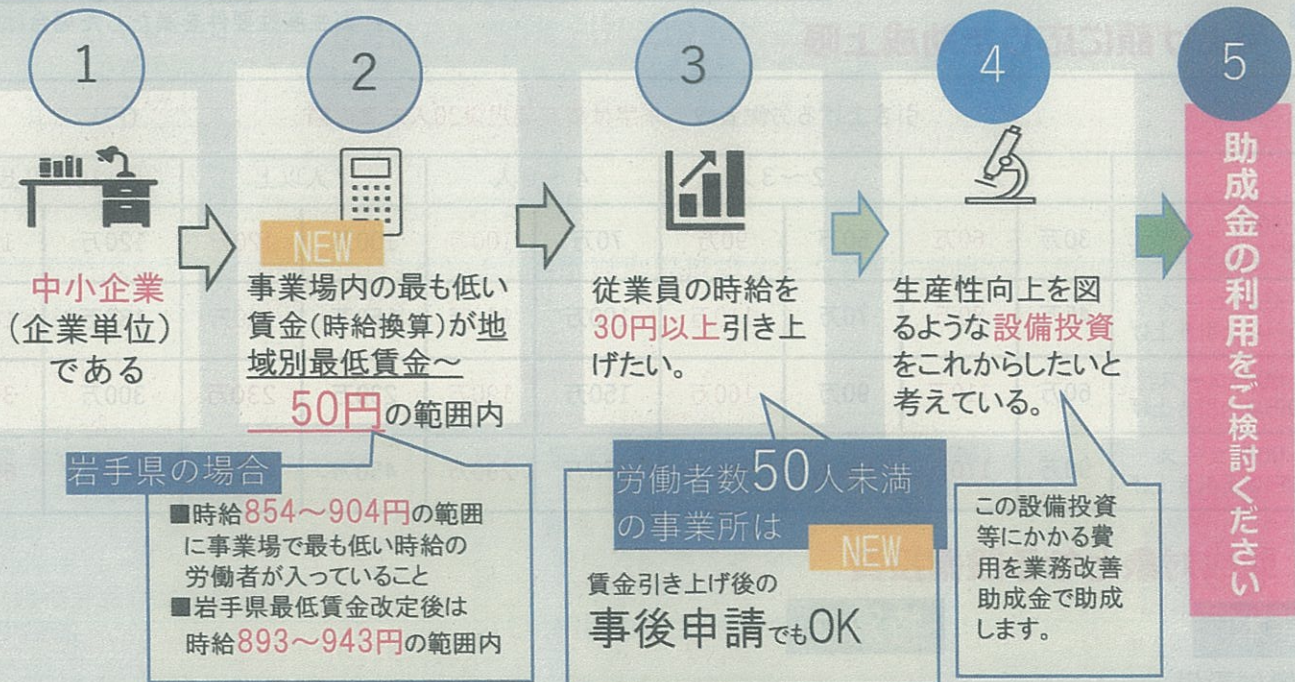 1
中小企業
（企業単位）
である
2
NEW
事業場内の最も低い
賃金（時給換算）が地
域別最低賃金～
50円の範囲内
岩手県の場合
■時給854～904円の範囲
に事業場で最も低い時給の
労働者が入っていること
■岩手県最低賃金改定後は
時給893～943円の範囲内
3
従業員の時給を
30円以上引き上
げたい。
労働者数50人未満
の事業所は
NEW
賃金引き上げ後の
事後申請でもOK
4
生産性向上を図
るような設備投資
をこれからしたいと
考えている。
この設備投資
等にかかる費
用を業務改善
助成金で助成
します。
5
助成金の利用をご検討ください